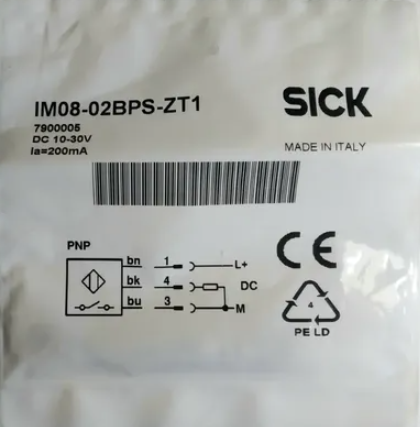 IM08-02BPS-ZT1
7900005
DC 10-30V
Ia=200mA
SICK
MADE IN ITALY
PNP
bn 1 L+
bk 4 DC
bu 3 M
CE
4
PE LD